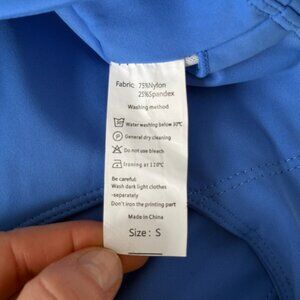 Fabric: 75%Nylon
25%Spandex
Washing method
Water washing below 30℃
General dry cleaning
Do not use bleach
Ironing at 110℃
Be careful:
Wash dark light clothes
-separately
Don't iron the printing part
Made in China
Size: S